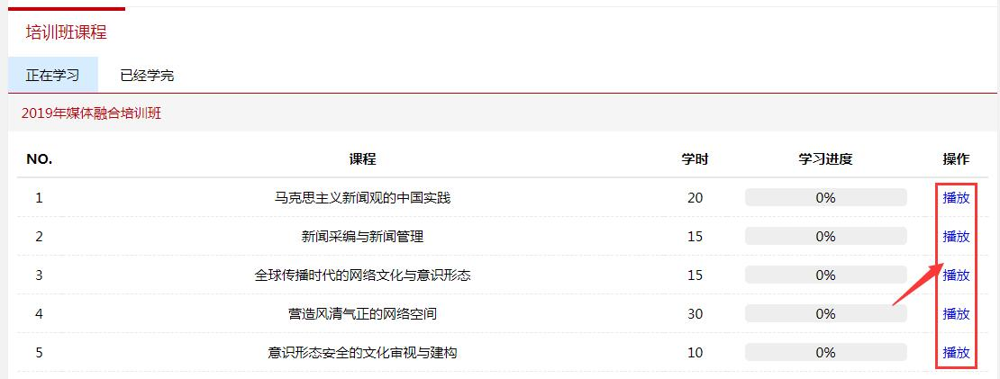 培训班课程
正在学习 已经学完
2019年媒体融合培训班
NO. 课程 学时 学习进度 操作
1 马克思主义新闻观的中国实践 20 0% 播放
2 新闻采编与新闻管理 15 0% 播放
3 全球传播时代的网络文化与意识形态 15 0% 播放
4 营造风清气正的网络空间 30 0% 播放
5 意识形态安全的文化审视与建构 10 0% 播放